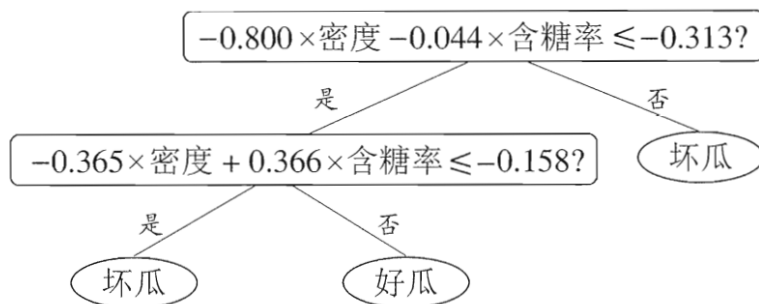 -0.800×密度 -0.044×含糖率 ≤-0.313?
是
否
-0.365×密度 + 0.366×含糖率 ≤-0.158?
坏瓜
是
否
坏瓜
好瓜